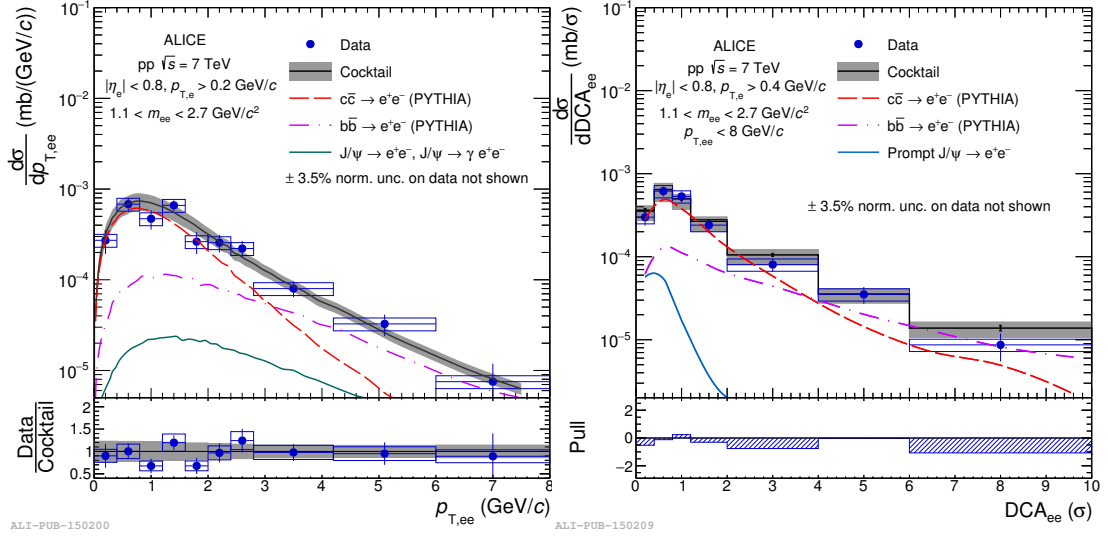 dσ/dp_T,ee (mb/(GeV/c))
10⁻¹
10⁻²
10⁻³
10⁻⁴
10⁻⁵
ALICE
pp √s = 7 TeV
|η_e| < 0.8, p_T,e > 0.2 GeV/c
1.1 < m_ee < 2.7 GeV/c²
Data
Cocktail
cc̄ → e⁺e⁻ (PYTHIA)
bb̄ → e⁺e⁻ (PYTHIA)
J/ψ → e⁺e⁻, J/ψ → γ e⁺e⁻
± 3.5% norm. unc. on data not shown
Data/Cocktail
2
1.5
1
0.5
0 1 2 3 4 5 6 7 8
p_T,ee (GeV/c)
ALI-PUB-150200
dσ/dDCA_ee (mb/σ)
10⁻¹
10⁻²
10⁻³
10⁻⁴
10⁻⁵
ALICE
pp √s = 7 TeV
|η_e| < 0.8, p_T,e > 0.4 GeV/c
1.1 < m_ee < 2.7 GeV/c²
p_T,ee < 8 GeV/c
Data
Cocktail
cc̄ → e⁺e⁻ (PYTHIA)
bb̄ → e⁺e⁻ (PYTHIA)
Prompt J/ψ → e⁺e⁻
± 3.5% norm. unc. on data not shown
Pull
2
0
−2
0 1 2 3 4 5 6 7 8 9 10
DCA_ee (σ)
ALI-PUB-150209